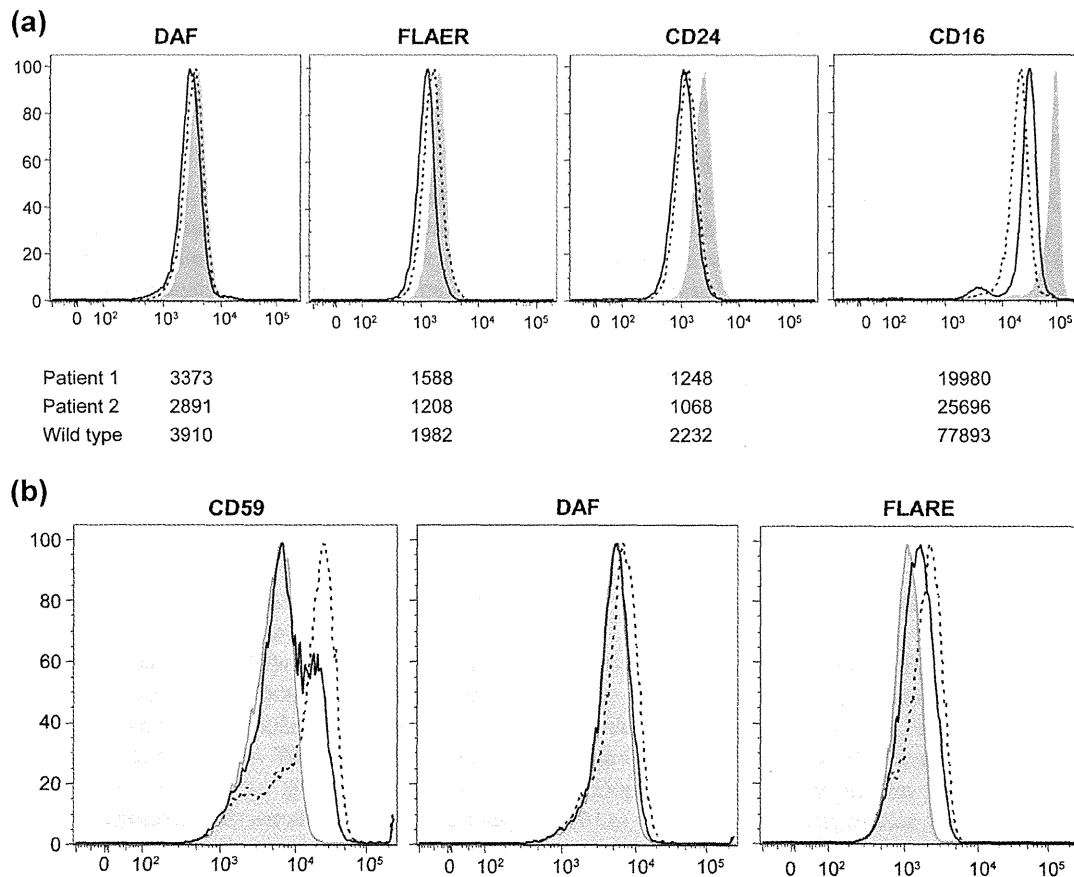 (a)
DAF FLAER CD24 CD16
100
80
60
40
20
0
0 10² 10³ 10⁴ 10⁵ 10³ 10⁴ 10⁵ 0 10² 10³ 10⁴ 10⁵ 0 10² 10³ 10⁴ 10⁵
Patient 1 3373 1588 1248 19980
Patient 2 2891 1208 1068 25696
Wild type 3910 1982 2232 77893
(b)
CD59 DAF FLARE
100
80
60
40
20
0
0 10² 10³ 10⁴ 10⁵ 0 10² 10³ 10⁴ 10⁵ 0 10² 10³ 10⁴ 10⁵